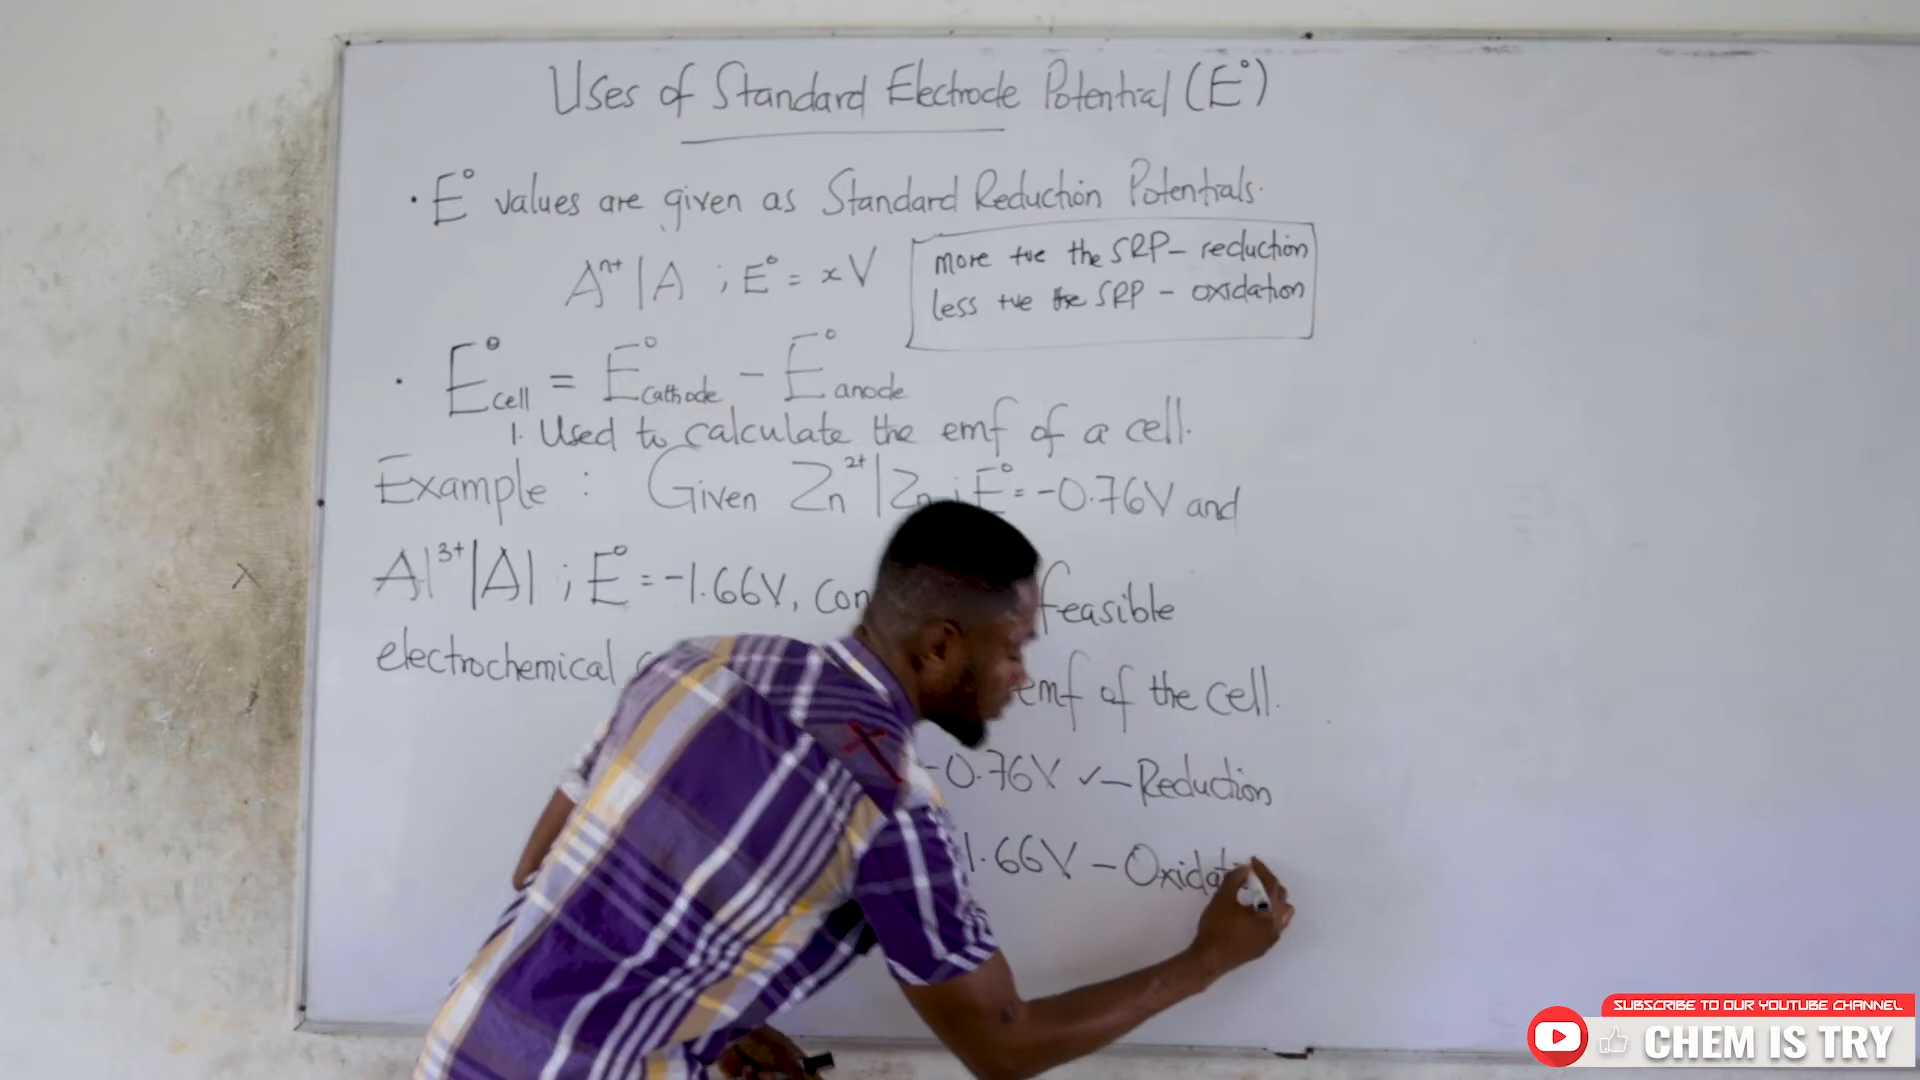 Uses of Standard Electrode Potential (E°)
· E° values are given as Standard Reduction Potentials.
Aⁿ⁺ | A ; E° = x V
more +ve the SRP - reduction
less +ve the SRP - oxidation
· E°cell = E°cathode - E°anode
1. Used to calculate the emf of a cell.
Example : Given Zn²⁺ | Zn ; E° = -0.76V and
Al³⁺ | Al ; E° = -1.66V, feasible
electrochemical emf of the cell.
-0.76V ✓ - Reduction
1.66V - Oxidat
SUBSCRIBE TO OUR YOUTUBE CHANNEL
CHEM IS TRY